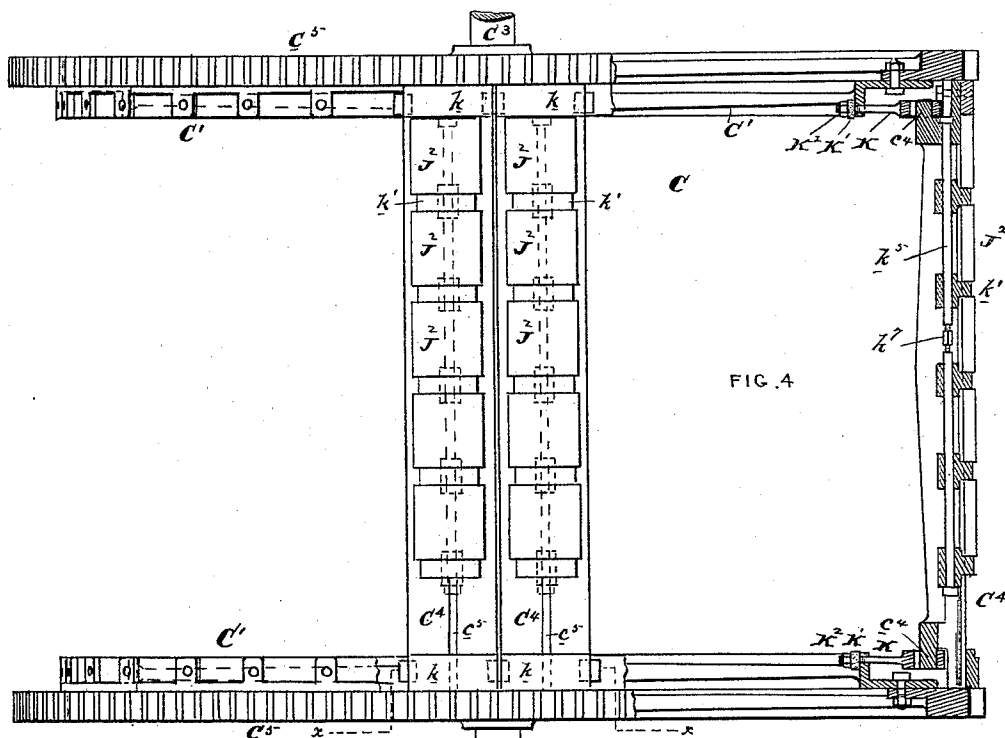 C³
C⁵
k k
C' C'
K² K' K C⁴
J² J²
C
k' k'
J² J² J²
k⁵ k'
J² J²
k⁷
FIG. 4
C⁴ C⁵ C⁴ C⁵ C⁴
C' K² K' K C⁴
k k
C⁵ x x